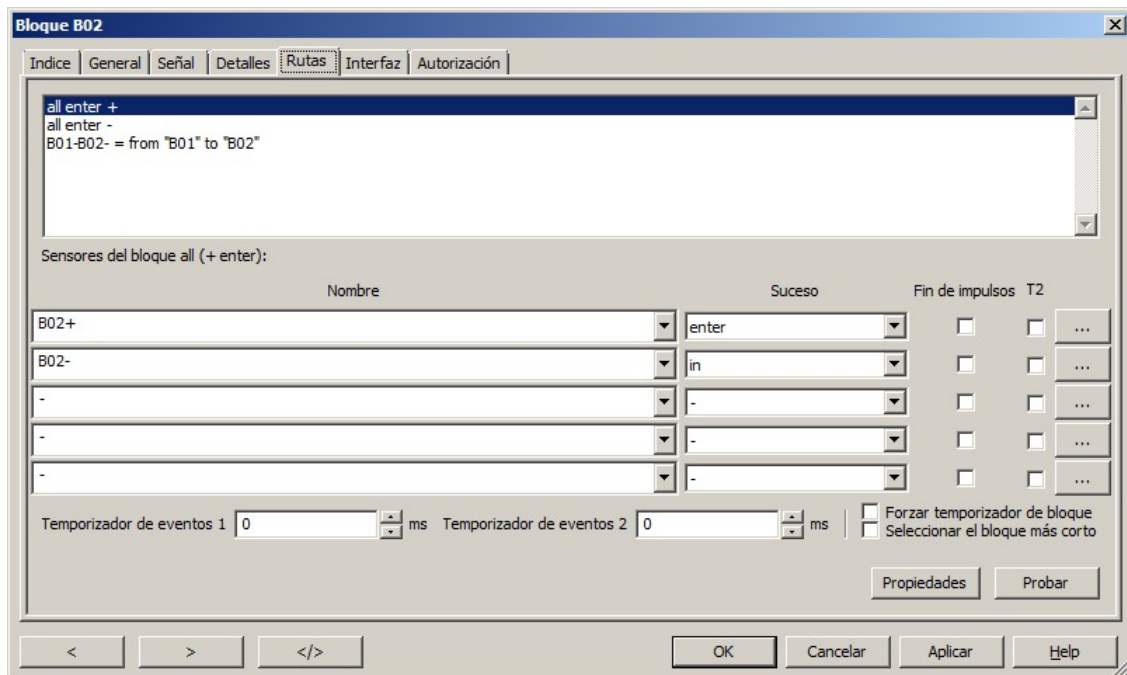 Bloque B02
Indice General Señal Detalles Rutas Interfaz Autorización
all enter +
all enter -
B01-B02- = from "B01" to "B02"
Sensores del bloque all (+ enter):
Nombre Suceso Fin de impulsos T2
B02+ enter ...
B02- in ...
- - ...
- - ...
- - ...
Temporizador de eventos 1 0 ms Temporizador de eventos 2 0 ms Forzar temporizador de bloque
Seleccionar el bloque más corto
Propiedades Probar
< > </> OK Cancelar Aplicar Help